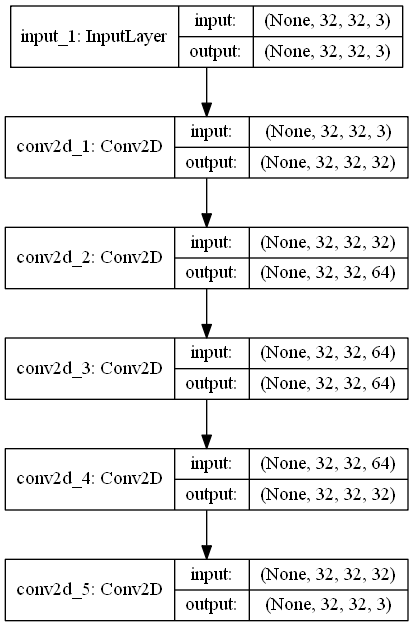 input_1: InputLayer input: (None, 32, 32, 3)
output: (None, 32, 32, 3)
conv2d_1: Conv2D input: (None, 32, 32, 3)
output: (None, 32, 32, 32)
conv2d_2: Conv2D input: (None, 32, 32, 32)
output: (None, 32, 32, 64)
conv2d_3: Conv2D input: (None, 32, 32, 64)
output: (None, 32, 32, 64)
conv2d_4: Conv2D input: (None, 32, 32, 64)
output: (None, 32, 32, 32)
conv2d_5: Conv2D input: (None, 32, 32, 32)
output: (None, 32, 32, 3)